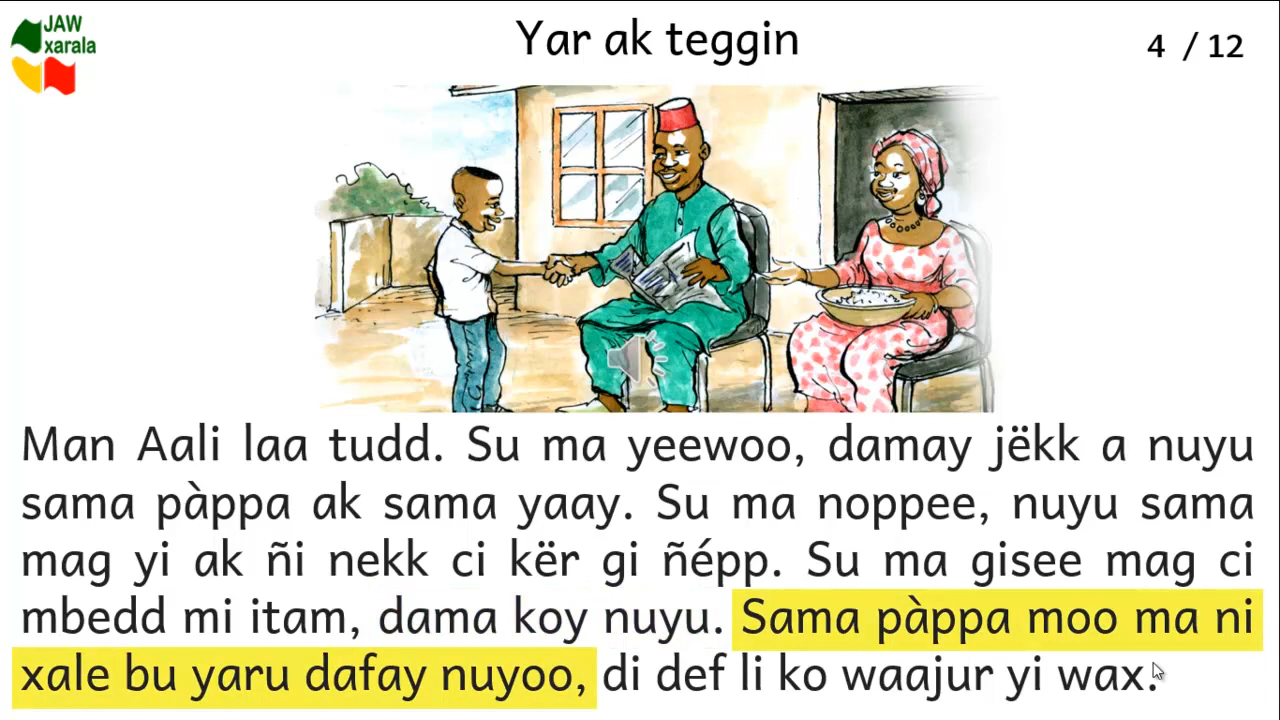 JAW
xarala
Yar ak teggin
4 / 12
Man Aali laa tudd. Su ma yeewoo, damay jëkk a nuyu
sama pàppa ak sama yaay. Su ma noppee, nuyu sama
mag yi ak ñi nekk ci kër gi ñépp. Su ma gisee mag ci
mbedd mi itam, dama koy nuyu. Sama pàppa moo ma ni
xale bu yaru dafay nuyoo, di def li ko waajur yi wax.